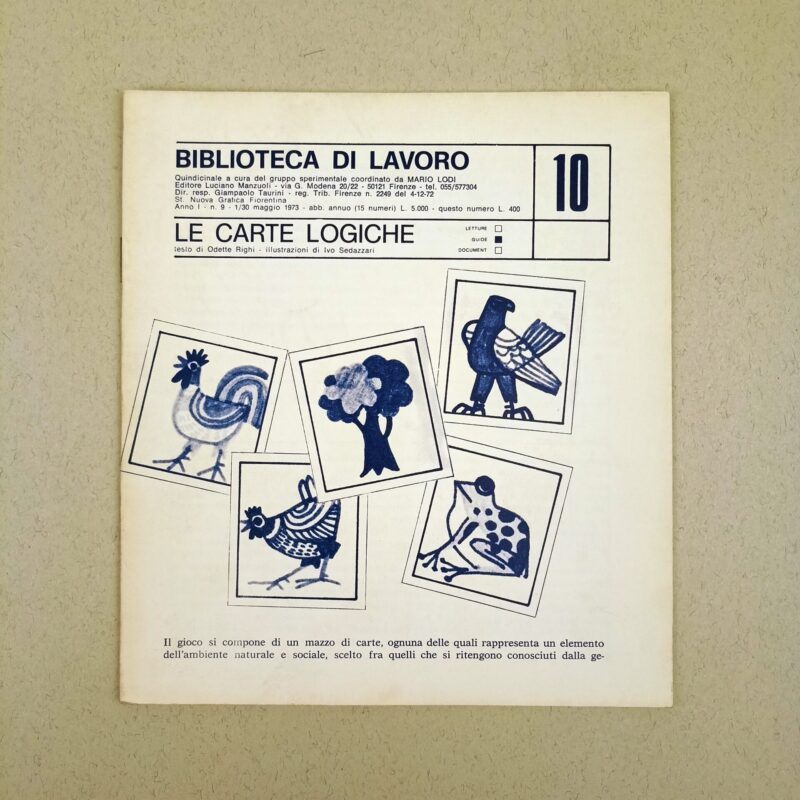 BIBLIOTECA DI LAVORO
Quindicinale a cura del gruppo sperimentale coordinato da MARIO LODI
Editore Luciano Manzuoli - via G. Modena 20/22 - 50121 Firenze - tel. 055/577304
Dir. resp. Giampaolo Taurini - reg. Trib. Firenze n. 2249 del 4-12-72
St. Nuova Grafica Fiorentina
Anno I - n. 9 - 1/30 maggio 1973 - abb. annuo (15 numeri) L. 5.000 - questo numero L. 400
10
LE CARTE LOGICHE
testo di Odette Righi - illustrazioni di Ivo Sedazzari
LETTURE
GUIDE
DOCUMENT
Il gioco si compone di un mazzo di carte, ognuna delle quali rappresenta un elemento
dell'ambiente naturale e sociale, scelto fra quelli che si ritengono conosciuti dalla ge-